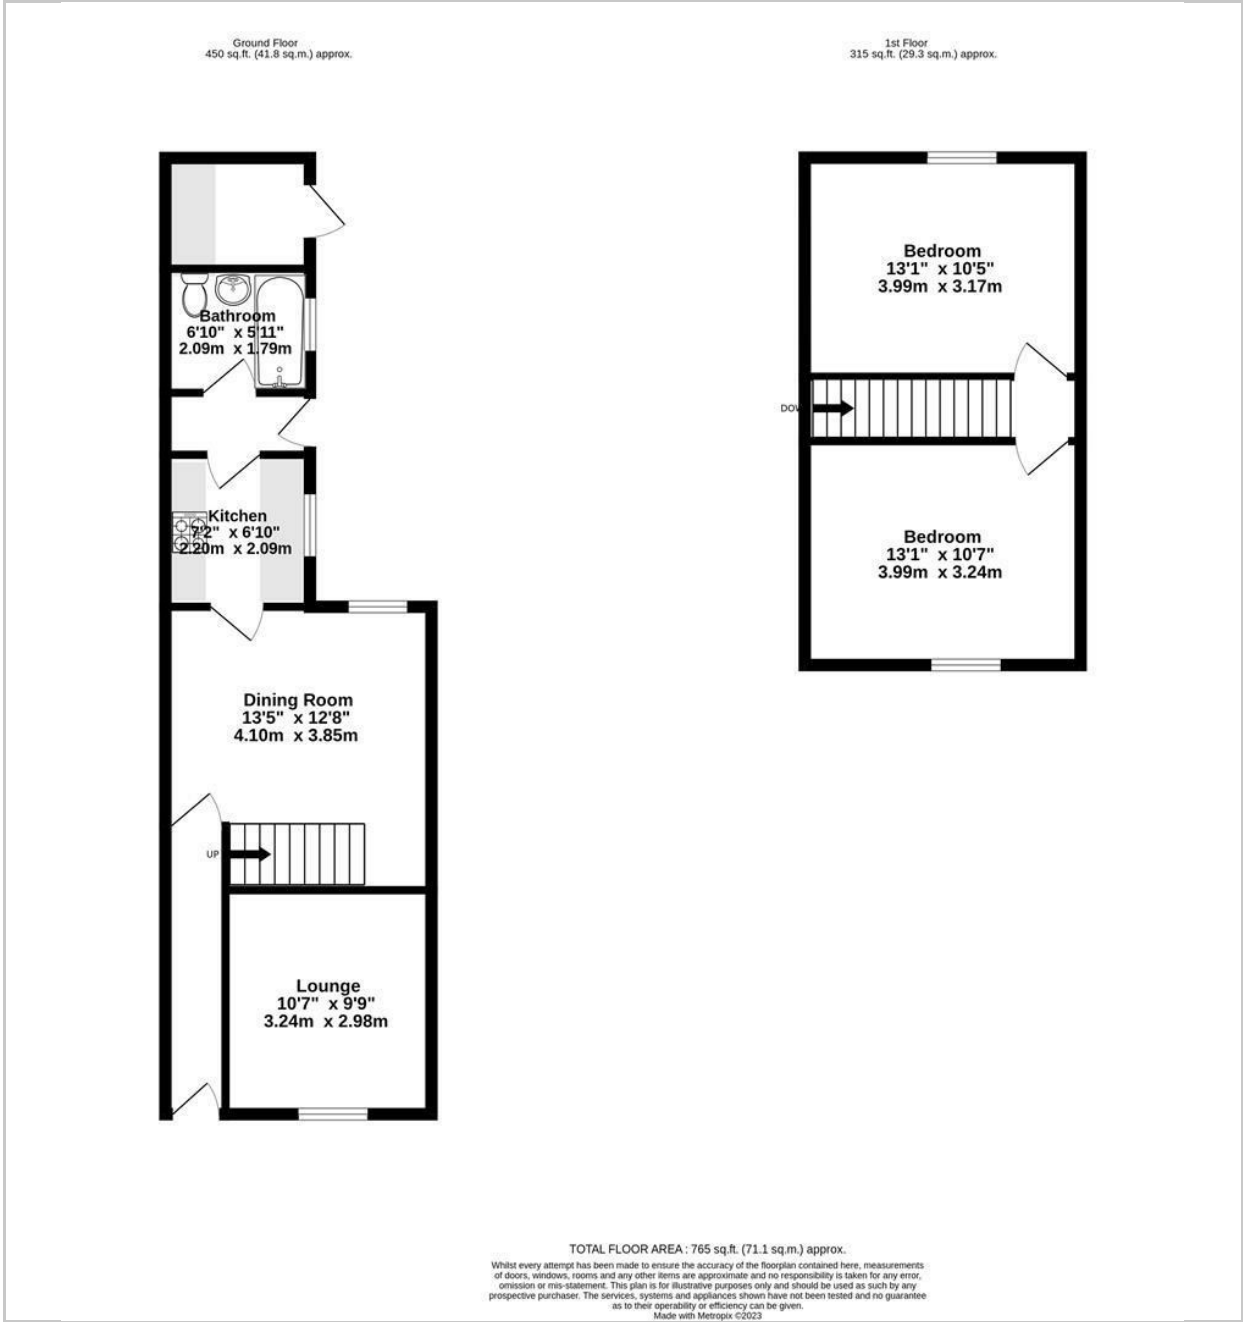 Ground Floor
450 sq.ft. (41.8 sq.m.) approx.
1st Floor
315 sq.ft. (29.3 sq.m.) approx.
Bathroom
6'10" x 5'11"
2.09m x 1.79m
Kitchen
7'2" x 6'10"
2.20m x 2.09m
Dining Room
13'5" x 12'8"
4.10m x 3.85m
UP
Lounge
10'7" x 9'9"
3.24m x 2.98m
Bedroom
13'1" x 10'5"
3.99m x 3.17m
DOW
Bedroom
13'1" x 10'7"
3.99m x 3.24m
TOTAL FLOOR AREA : 765 sq.ft. (71.1 sq.m.) approx.
Whilst every attempt has been made to ensure the accuracy of the floorplan contained here, measurements
of doors, windows, rooms and any other items are approximate and no responsibility is taken for any error,
omission or mis-statement. This plan is for illustrative purposes only and should be used as such by any
prospective purchaser. The services, systems and appliances shown have not been tested and no guarantee
as to their operability or efficiency can be given.
Made with Metropix ©2023